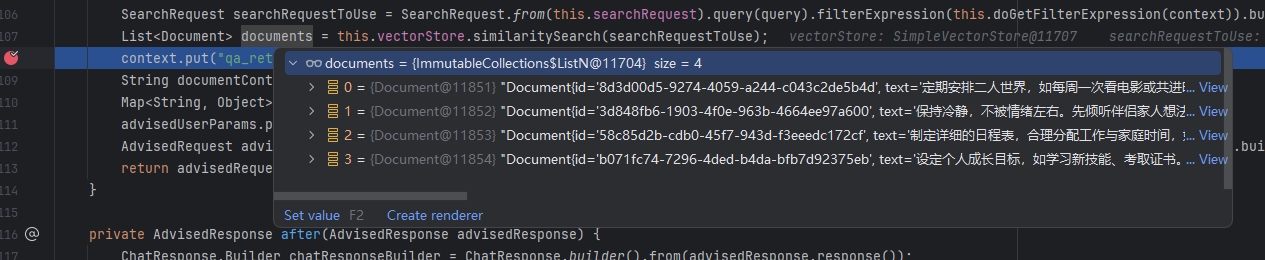 106 SearchRequest searchRequestToUse = SearchRequest.from(this.searchRequest).query(query).filterExpression(this.doGetFilterExpression(context)).bu
107 List<Document> documents = this.vectorStore.similaritySearch(searchRequestToUse); vectorStore: SimpleVectorStore@11707 searchRequestToUse:
context.put("qa_ret
documents = {ImmutableCollections$ListN@11704} size = 4
109 String documentCont
0 = {Document@11851} "Document{id='8d3d00d5-9274-4059-a244-c043c2de5b4d', text='定期安排二人世界，如每周一次看电影或共进... View
110 Map<String, Object>
1 = {Document@11852} "Document{id='3d848fb6-1903-4f0e-963b-4664ee97a600', text='保持冷静，不被情绪左右。先倾听伴侣家人想法... View
111 advisedUserParams.p
2 = {Document@11853} "Document{id='58c85d2b-cdb0-45f7-943d-f3eeedc172cf', text='制定详细的日程表，合理分配工作与家庭时间，... View
112 AdvisedRequest advi
.bui
3 = {Document@11854} "Document{id='b071fc74-7296-4ded-b4da-bfb7d92375eb', text='设定个人成长目标，如学习新技能、考取证书。... View
113 return advisedReque
114 }
115
Set value F2 Create renderer
116 @ private AdvisedResponse after(AdvisedResponse advisedResponse) {
117 ChatResponse.Builder chatResponseBuilder = ChatResponse.builder().from(advisedResponse.response());